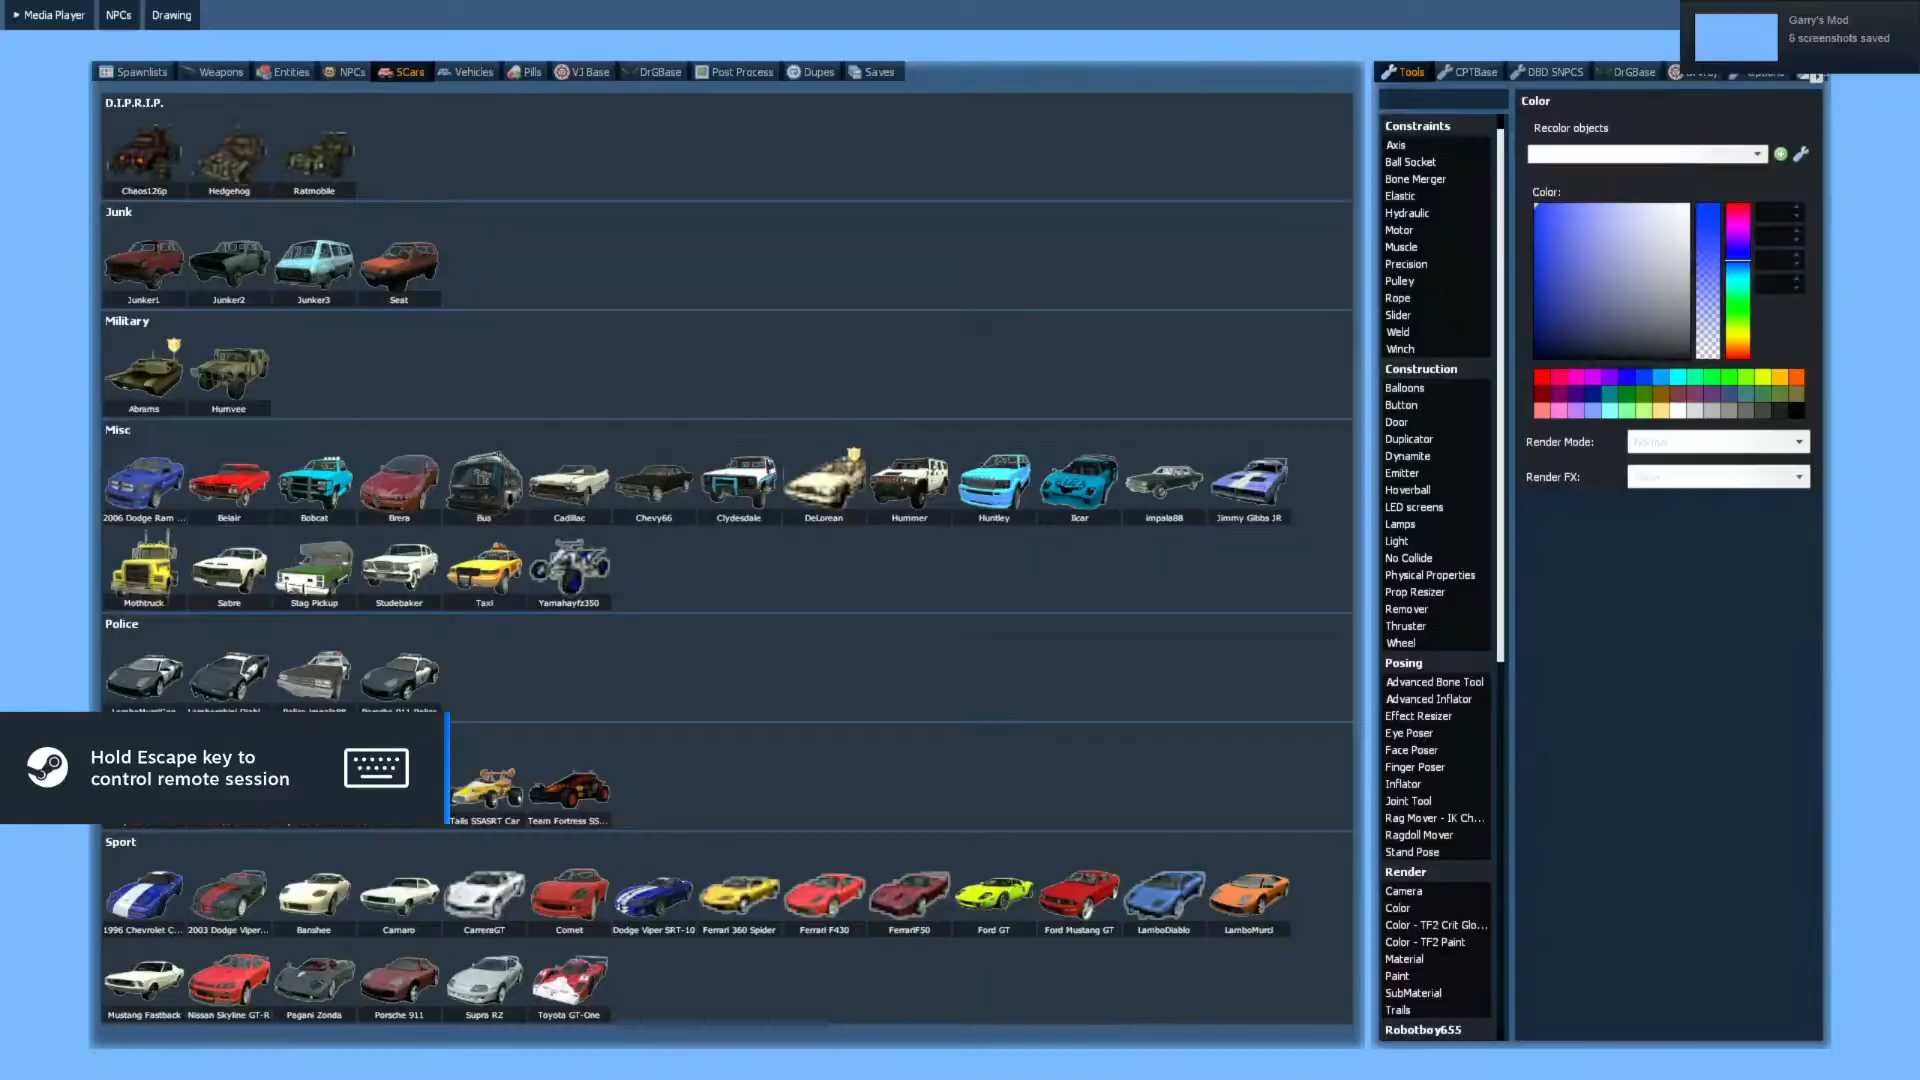 Media Player NPCs Drawing
Garry's Mod
6 screenshots saved
Spawnlists Weapons Entities NPCs SCars Vehicles Pills VJ Base DrGBase Post Process Dupes Saves
Tools CPTBase DBD SNPCS DrGBase
D.I.P.R.I.P.
Chaos126p Hedgehog Ratmobile
Junk
Junker1 Junker2 Junker3 Seat
Military
Abrams Humvee
Misc
2006 Dodge Ram ... Belair Bobcat Brera Bus Cadillac Chevy66 Clydesdale DeLorean Hummer Huntley Ilcar impala88 Jimmy Gibbs JR
Mothtruck Sabre Stag Pickup Studebaker Taxi Yamahayfz350
Police
Hold Escape key to
control remote session
Tails SSASRT Car Team Fortress SS...
Sport
1996 Chevrolet C... 2003 Dodge Viper... Banshee Camaro CarreraGT Comet Dodge Viper SRT-10 Ferrari 360 Spider Ferrari F430 FerrariF50 Ford GT Ford Mustang GT LamboDiablo LamboMurci
Mustang Fastback Nissan Skyline GT-R Pagani Zonda Porsche 911 Supra RZ Toyota GT-One
Constraints
Axis
Ball Socket
Bone Merger
Elastic
Hydraulic
Motor
Muscle
Precision
Pulley
Rope
Slider
Weld
Winch
Construction
Balloons
Button
Door
Duplicator
Dynamite
Emitter
Hoverball
LED screens
Lamps
Light
No Collide
Physical Properties
Prop Resizer
Remover
Thruster
Wheel
Posing
Advanced Bone Tool
Advanced Inflator
Effect Resizer
Eye Poser
Face Poser
Finger Poser
Inflator
Joint Tool
Rag Mover - IK Ch...
Ragdoll Mover
Stand Pose
Render
Camera
Color
Color - TF2 Crit Glo...
Color - TF2 Paint
Material
Paint
SubMaterial
Trails
Robotboy655
Color
Recolor objects
Color:
Render Mode: Normal
Render FX: